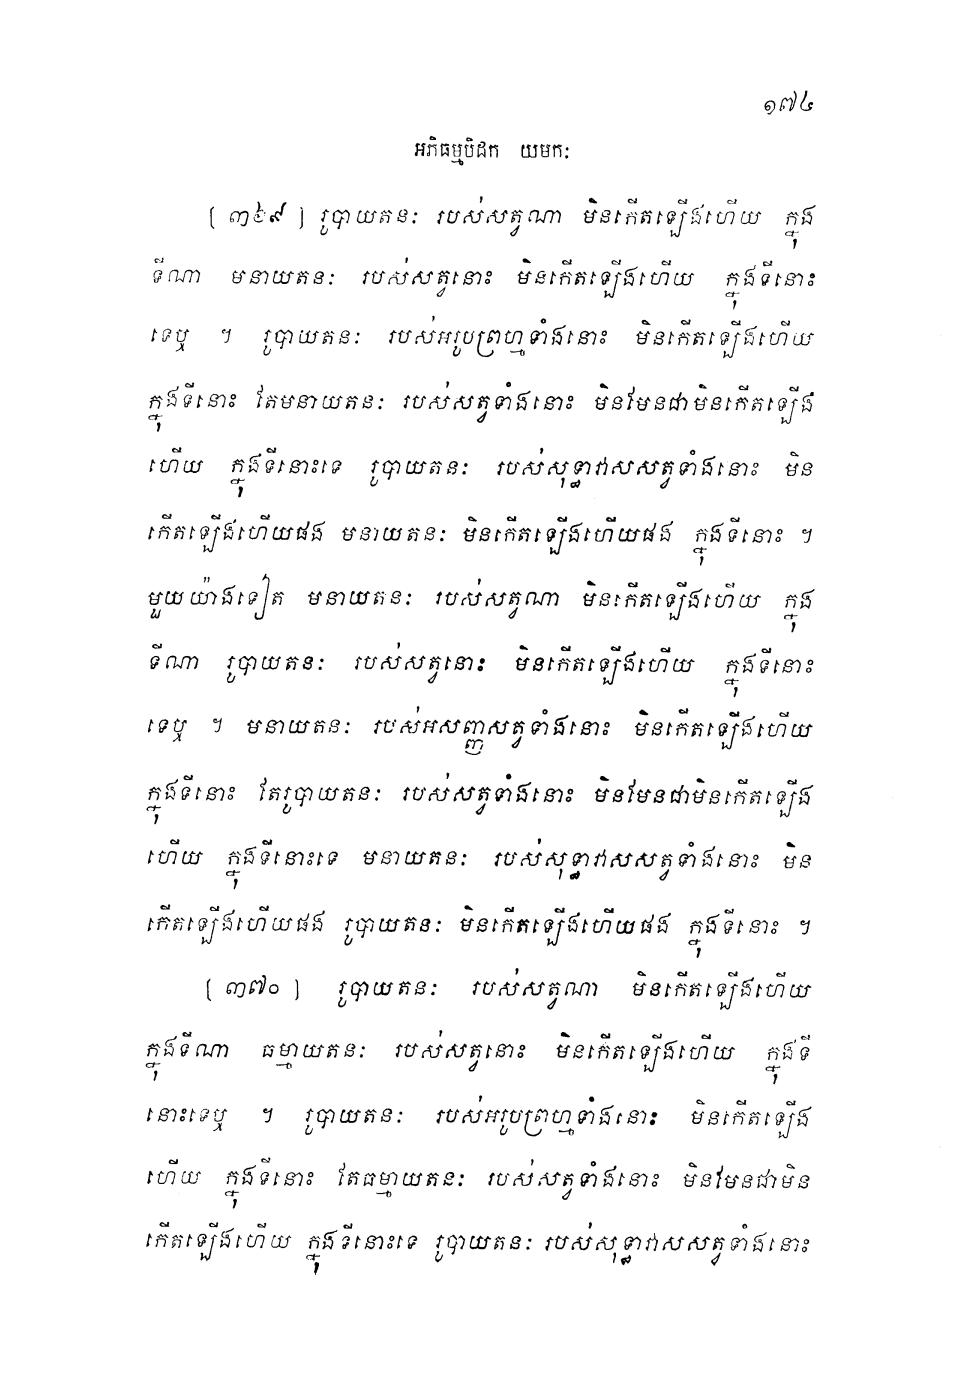 ១៧៤
អភិធម្មបិដក យមកៈ
[ ៣៦៩ ] រូបាយតនៈ របស់សត្វណា មិនកើតឡើងហើយ ក្នុង
ទីណា មនាយតនៈ របស់សត្វនោះ មិនកើតឡើងហើយ ក្នុងទីនោះ
ទេឬ ។ រូបាយតនៈ របស់អរូបព្រហ្មទាំងនោះ មិនកើតឡើងហើយ
ក្នុងទីនោះ តែមនាយតនៈ របស់សត្វទាំងនោះ មិនមែនជាមិនកើតឡើង
ហើយ ក្នុងទីនោះទេ រូបាយតនៈ របស់សុទ្ធាវាសសត្វទាំងនោះ មិន
កើតឡើងហើយផង មនាយតនៈ មិនកើតឡើងហើយផង ក្នុងទីនោះ ។
មួយយ៉ាងទៀត មនាយតនៈ របស់សត្វណា មិនកើតឡើងហើយ ក្នុង
ទីណា រូបាយតនៈ របស់សត្វនោះ មិនកើតឡើងហើយ ក្នុងទីនោះ
ទេឬ ។ មនាយតនៈ របស់អសញ្ញសត្វទាំងនោះ មិនកើតឡើងហើយ
ក្នុងទីនោះ តែរូបាយតនៈ របស់សត្វទាំងនោះ មិនមែនជាមិនកើតឡើង
ហើយ ក្នុងទីនោះទេ មនាយតនៈ របស់សុទ្ធាវាសសត្វទាំងនោះ មិន
កើតឡើងហើយផង រូបាយតនៈ មិនកើតឡើងហើយផង ក្នុងទីនោះ ។
[ ៣៧០ ] រូបាយតនៈ របស់សត្វណា មិនកើតឡើងហើយ
ក្នុងទីណា ធម្មាយតនៈ របស់សត្វនោះ មិនកើតឡើងហើយ ក្នុងទី
នោះទេឬ ។ រូបាយតនៈ របស់អរូបព្រហ្មទាំងនោះ មិនកើតឡើង
ហើយ ក្នុងទីនោះ តែធម្មាយតនៈ របស់សត្វទាំងនោះ មិនមែនជាមិន
កើតឡើងហើយ ក្នុងទីនោះទេ រូបាយតនៈ របស់សុទ្ធាវាសសត្វទាំងនោះ